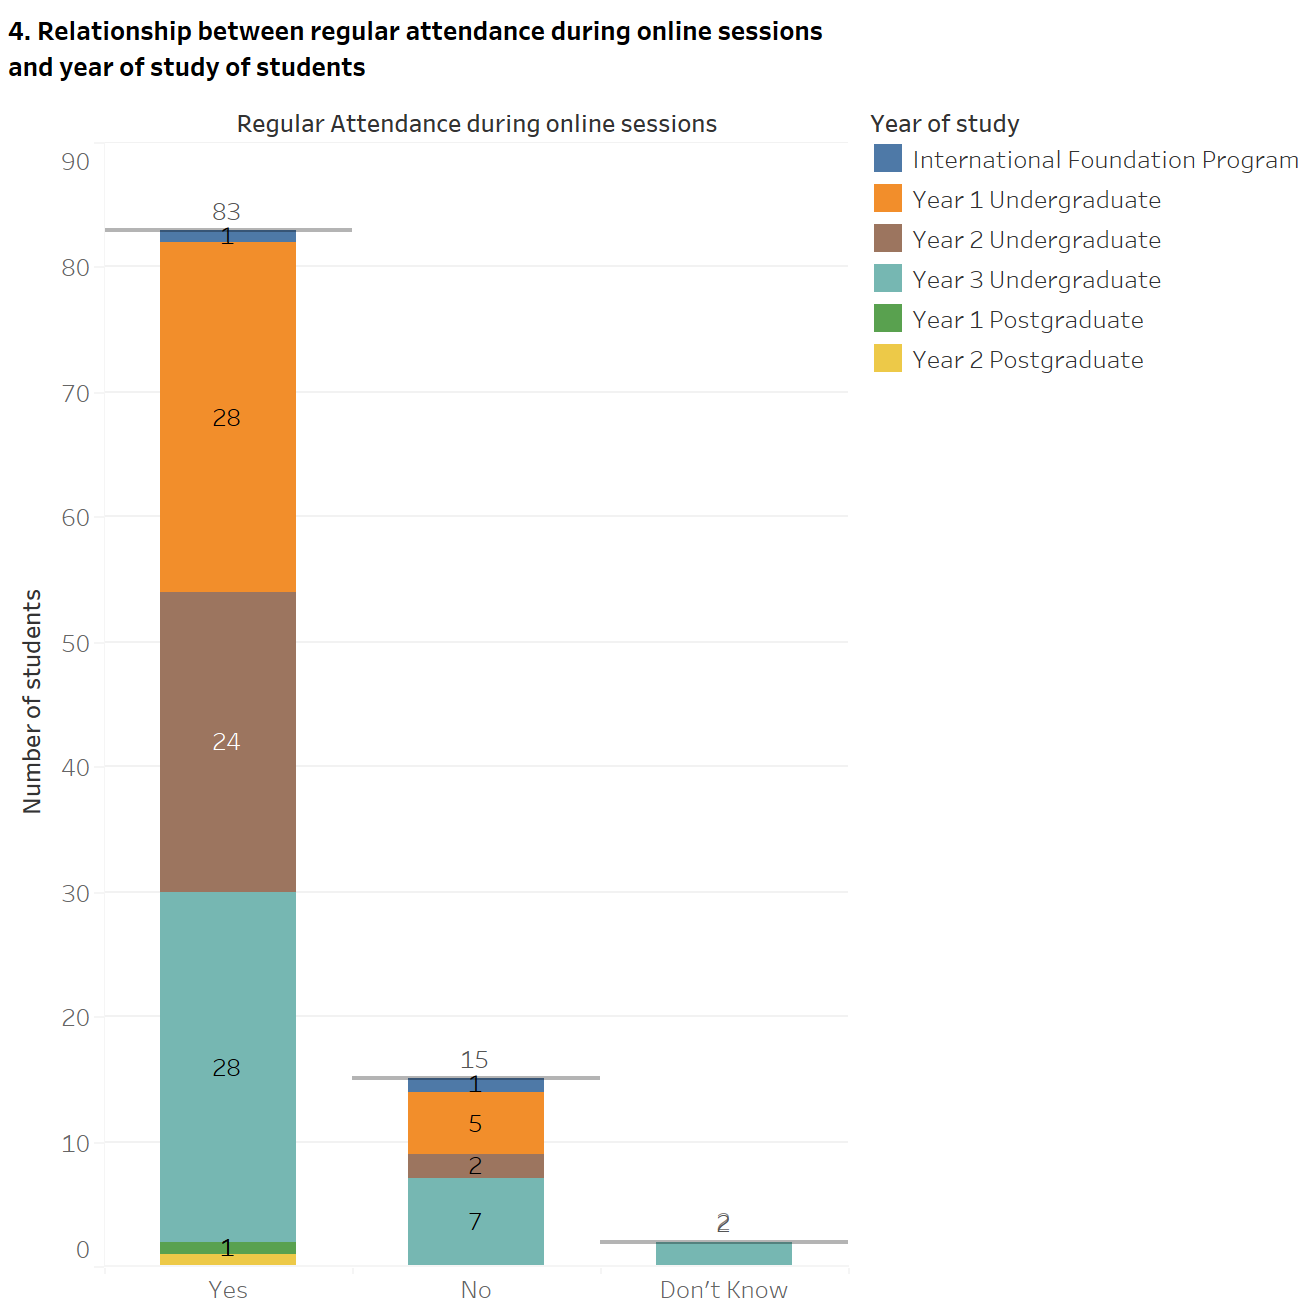 4. Relationship between regular attendance during online sessions
and year of study of students
Regular Attendance during online sessions
Year of study
International Foundation Program
Year 1 Undergraduate
Year 2 Undergraduate
Year 3 Undergraduate
Year 1 Postgraduate
Year 2 Postgraduate
Number of students
90
80
70
60
50
40
30
20
10
0
83
1
28
24
28
1
15
1
5
2
7
2
Yes
No
Don't Know